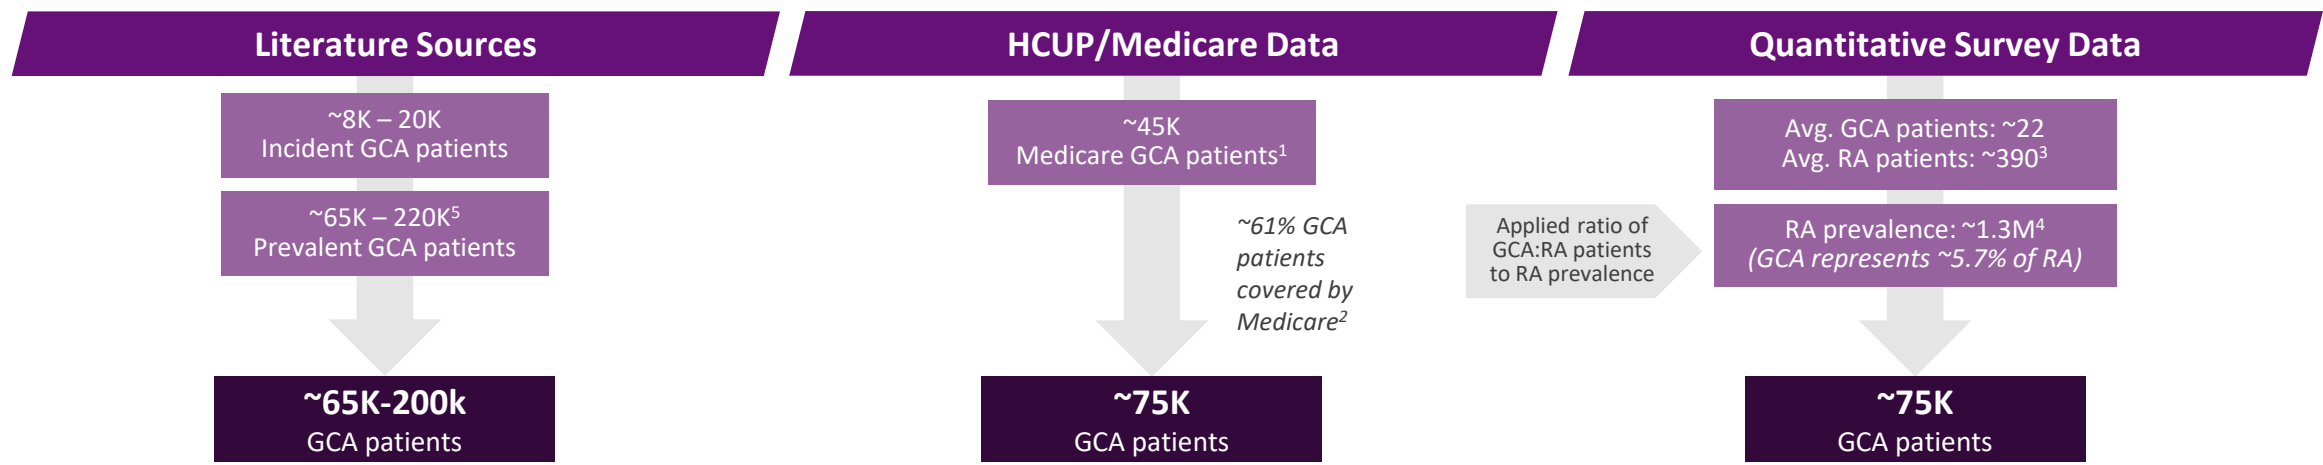 Literature Sources
~8K – 20K
Incident GCA patients
~65K – 220K5
Prevalent GCA patients
~65K-200k
GCA patients
HCUP/Medicare Data
~45K
Medicare GCA patients1
~61% GCA
patients
covered by
Medicare2
~75K
GCA patients
Quantitative Survey Data
Avg. GCA patients: ~22
Avg. RA patients: ~3903
Applied ratio of
GCA:RA patients
to RA prevalence
RA prevalence: ~1.3M4
(GCA represents ~5.7% of RA)
~75K
GCA patients